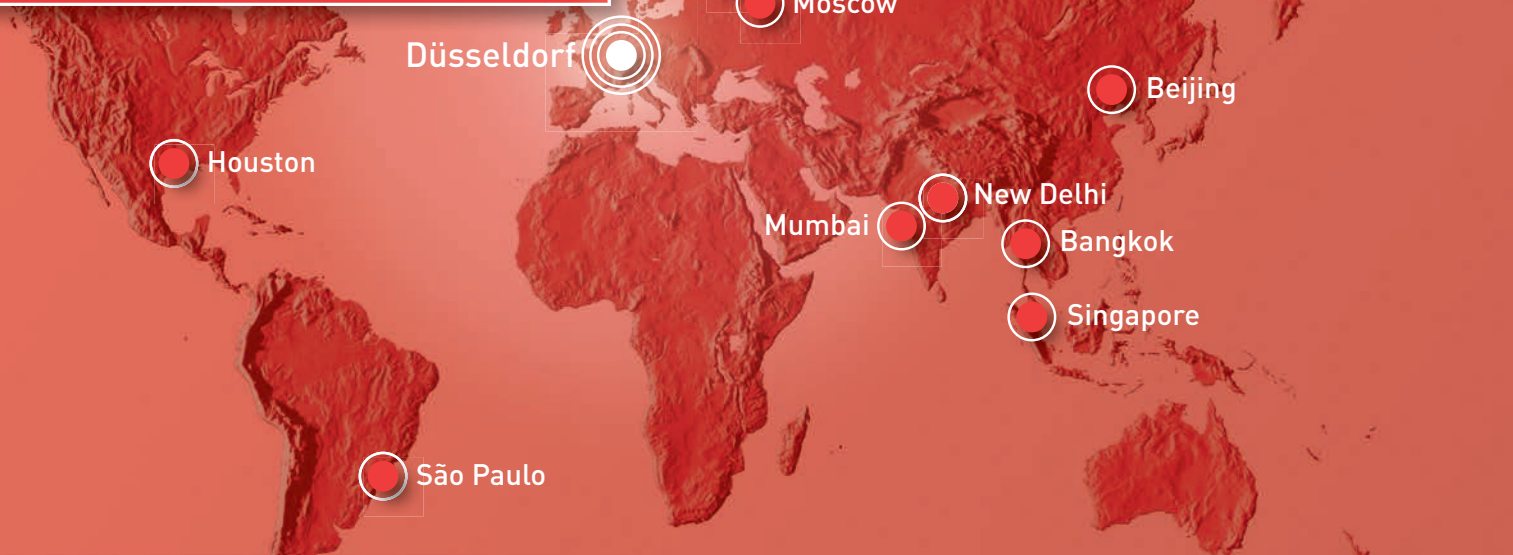 Moscow
Düsseldorf
Beijing
Houston
New Delhi
Mumbai
Bangkok
Singapore
São Paulo